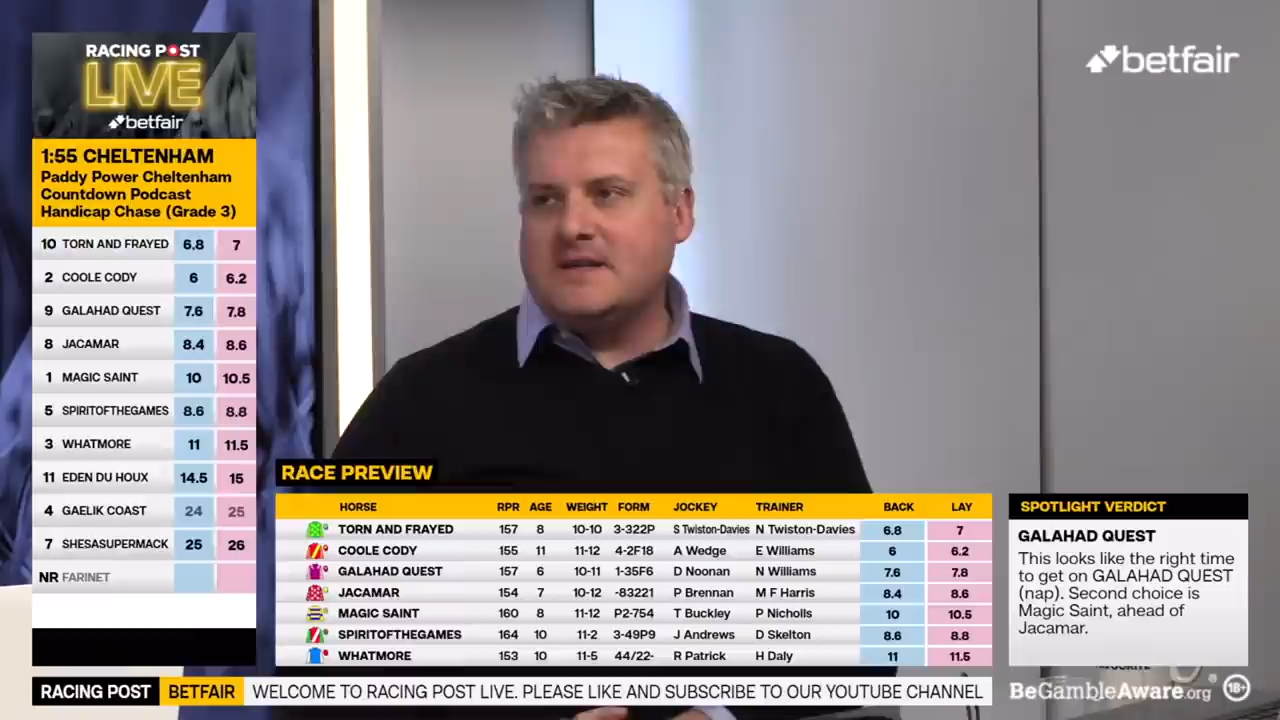 RACING POST
LIVE
betfair
1:55 CHELTENHAM
Paddy Power Cheltenham
Countdown Podcast
Handicap Chase (Grade 3)
10 TORN AND FRAYED 6.8 7
2 COOLE CODY 6 6.2
9 GALAHAD QUEST 7.6 7.8
8 JACAMAR 8.4 8.6
1 MAGIC SAINT 10 10.5
5 SPIRITOFTHEGAMES 8.6 8.8
3 WHATMORE 11 11.5
11 EDEN DU HOUX 14.5 15
4 GAELIK COAST 24 25
7 SHESASUPERMACK 25 26
NR FARINET
betfair
RACE PREVIEW
HORSE RPR AGE WEIGHT FORM JOCKEY TRAINER BACK LAY
TORN AND FRAYED 157 8 10-10 3-322P S Twiston-Davies N Twiston-Davies 6.8 7
COOLE CODY 155 11 11-12 4-2F18 A Wedge E Williams 6 6.2
GALAHAD QUEST 157 6 10-11 1-35F6 D Noonan N Williams 7.6 7.8
JACAMAR 154 7 10-12 -83221 P Brennan M F Harris 8.4 8.6
MAGIC SAINT 160 8 11-12 P2-754 T Buckley P Nicholls 10 10.5
SPIRITOFTHEGAMES 164 10 11-2 3-49P9 J Andrews D Skelton 8.6 8.8
WHATMORE 153 10 11-5 44/22- R Patrick H Daly 11 11.5
SPOTLIGHT VERDICT
GALAHAD QUEST
This looks like the right time
to get on GALAHAD QUEST
(nap). Second choice is
Magic Saint, ahead of
Jacamar.
RACING POST BETFAIR WELCOME TO RACING POST LIVE. PLEASE LIKE AND SUBSCRIBE TO OUR YOUTUBE CHANNEL
BeGambleAware.org 18+